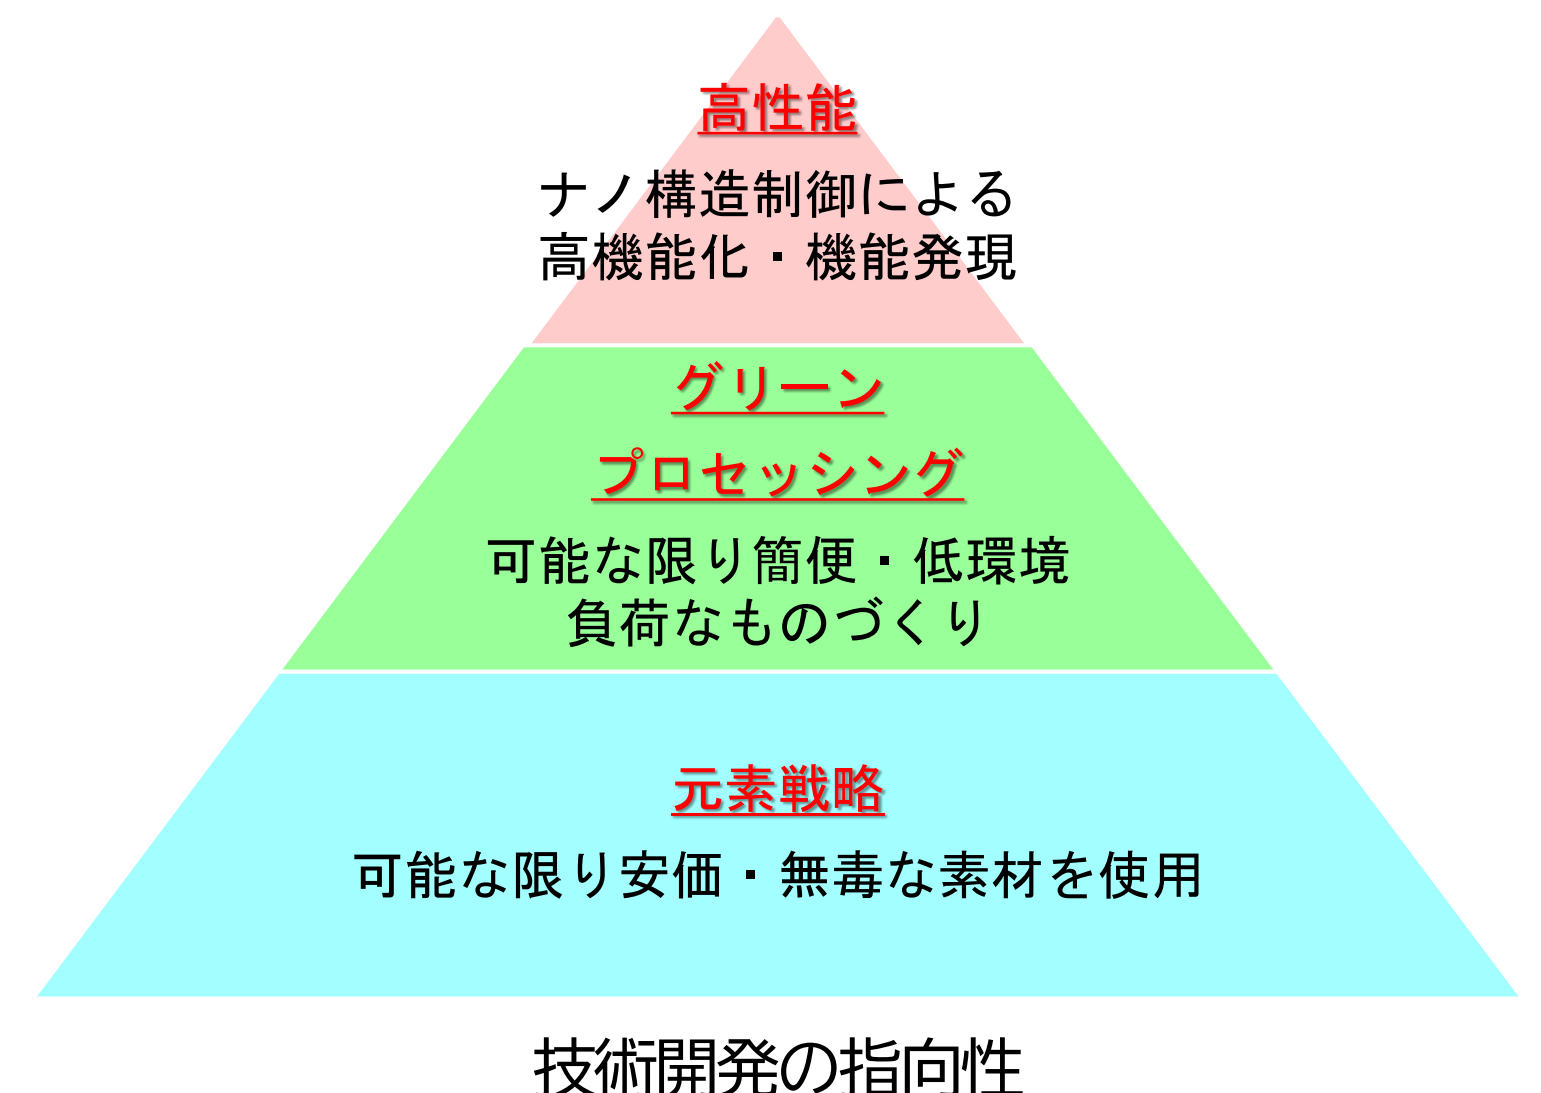 高性能
ナノ構造制御による
高機能化・機能発現
グリーン
プロセッシング
可能な限り簡便・低環境
負荷なものづくり
元素戦略
可能な限り安価・無毒な素材を使用
技術開発の指向性